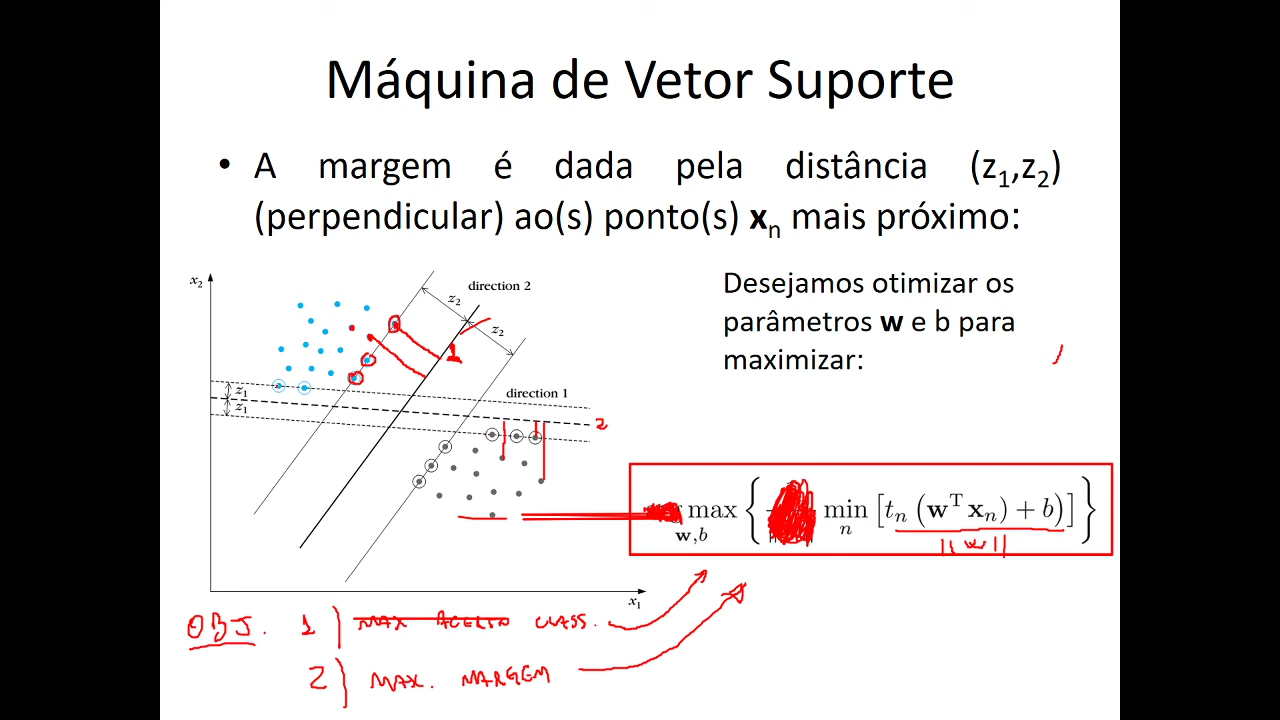 Máquina de Vetor Suporte
• A margem é dada pela distância (z₁,z₂)
(perpendicular) ao(s) ponto(s) xₙ mais próximo:
Desejamos otimizar os
parâmetros w e b para
maximizar:
x₂
direction 2
z₂
z₂
1
direction 1
z₁
z₁
2
max { min [tₙ (wᵀ xₙ) + b)] }
w,b
n
||w||
x₁
OBJ. 1) MAX ACERTO CLASS.
2) MAX. MARGEM